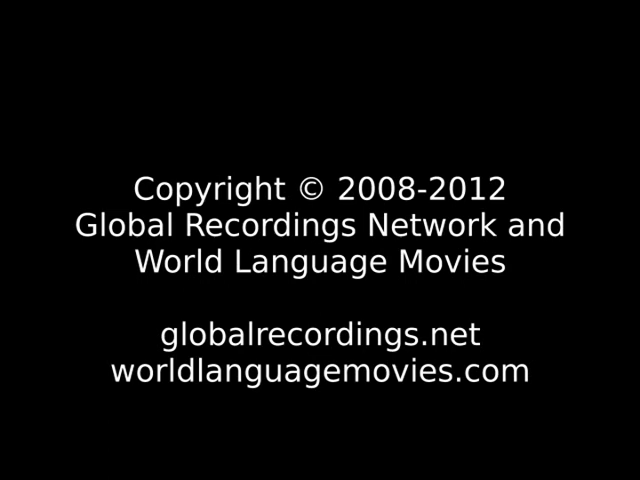 Copyright © 2008-2012
Global Recordings Network and
World Language Movies
globalrecordings.net
worldlanguagemovies.com